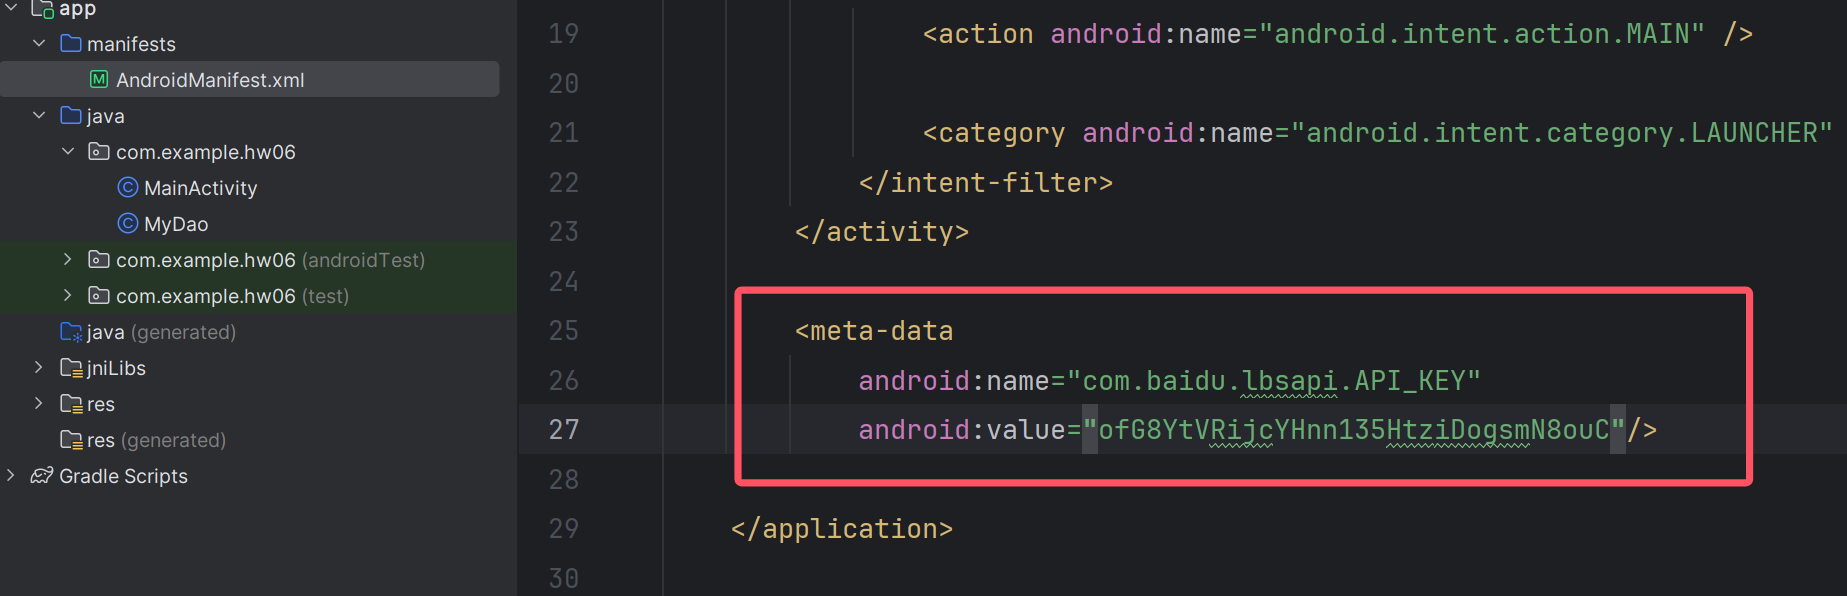 app
manifests
AndroidManifest.xml
java
com.example.hw06
MainActivity
MyDao
com.example.hw06 (androidTest)
com.example.hw06 (test)
java (generated)
jniLibs
res
res (generated)
Gradle Scripts
19 <action android:name="android.intent.action.MAIN" />
20
21 <category android:name="android.intent.category.LAUNCHER"
22 </intent-filter>
23 </activity>
24
25 <meta-data
26 android:name="com.baidu.lbsapi.API_KEY"
27 android:value="ofG8YtVRijcYHnn135HtziDogsmN8ouC"/>
28
29 </application>
30